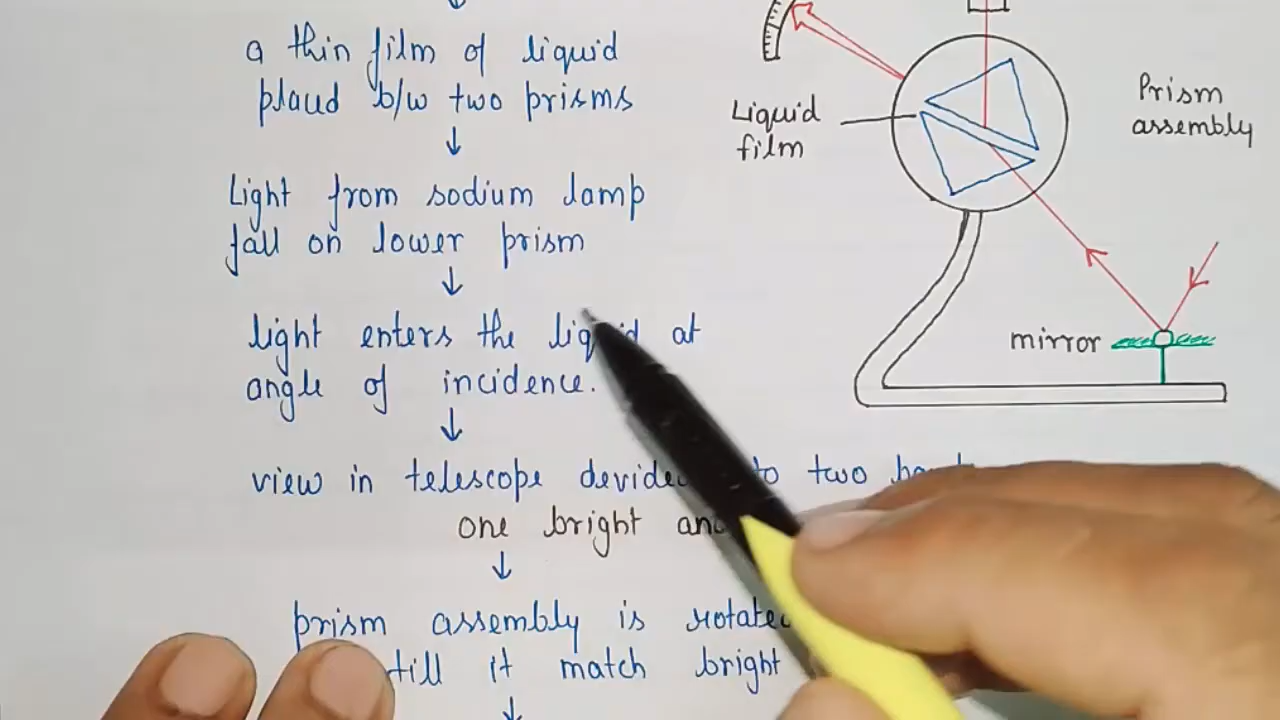 a thin film of liquid
placed b/w two prisms
↓
Light from sodium lamp
fall on lower prism
↓
light enters the liquid at
angle of incidence.
↓
view in telescope devided to two
one bright and
↓
prism assembly is rotated
till it match bright
↓
Liquid
film
Prism
assembly
mirror